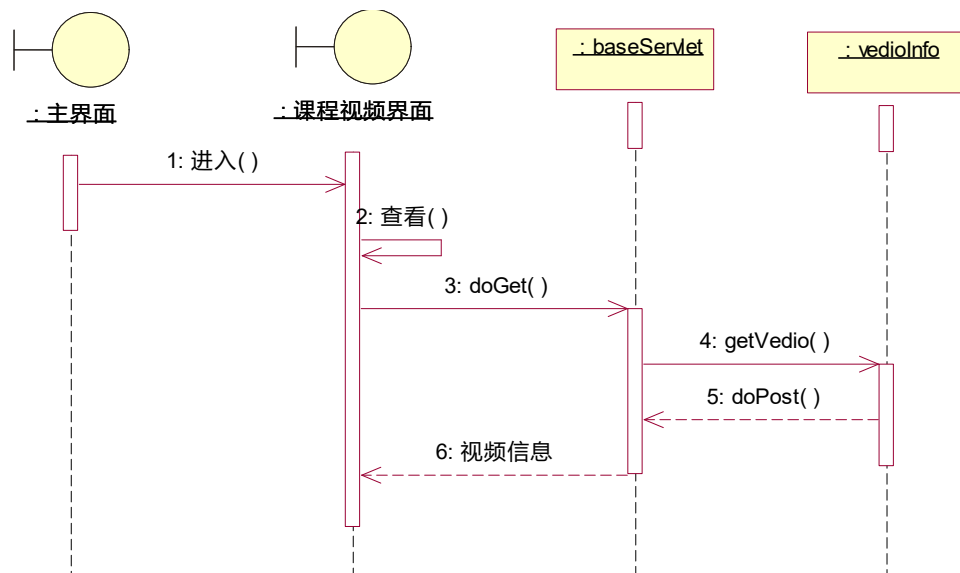 : baseServlet
: vedioInfo
: 主界面
: 课程视频界面
1: 进入( )
2: 查看( )
3: doGet( )
4: getVedio( )
5: doPost( )
6: 视频信息